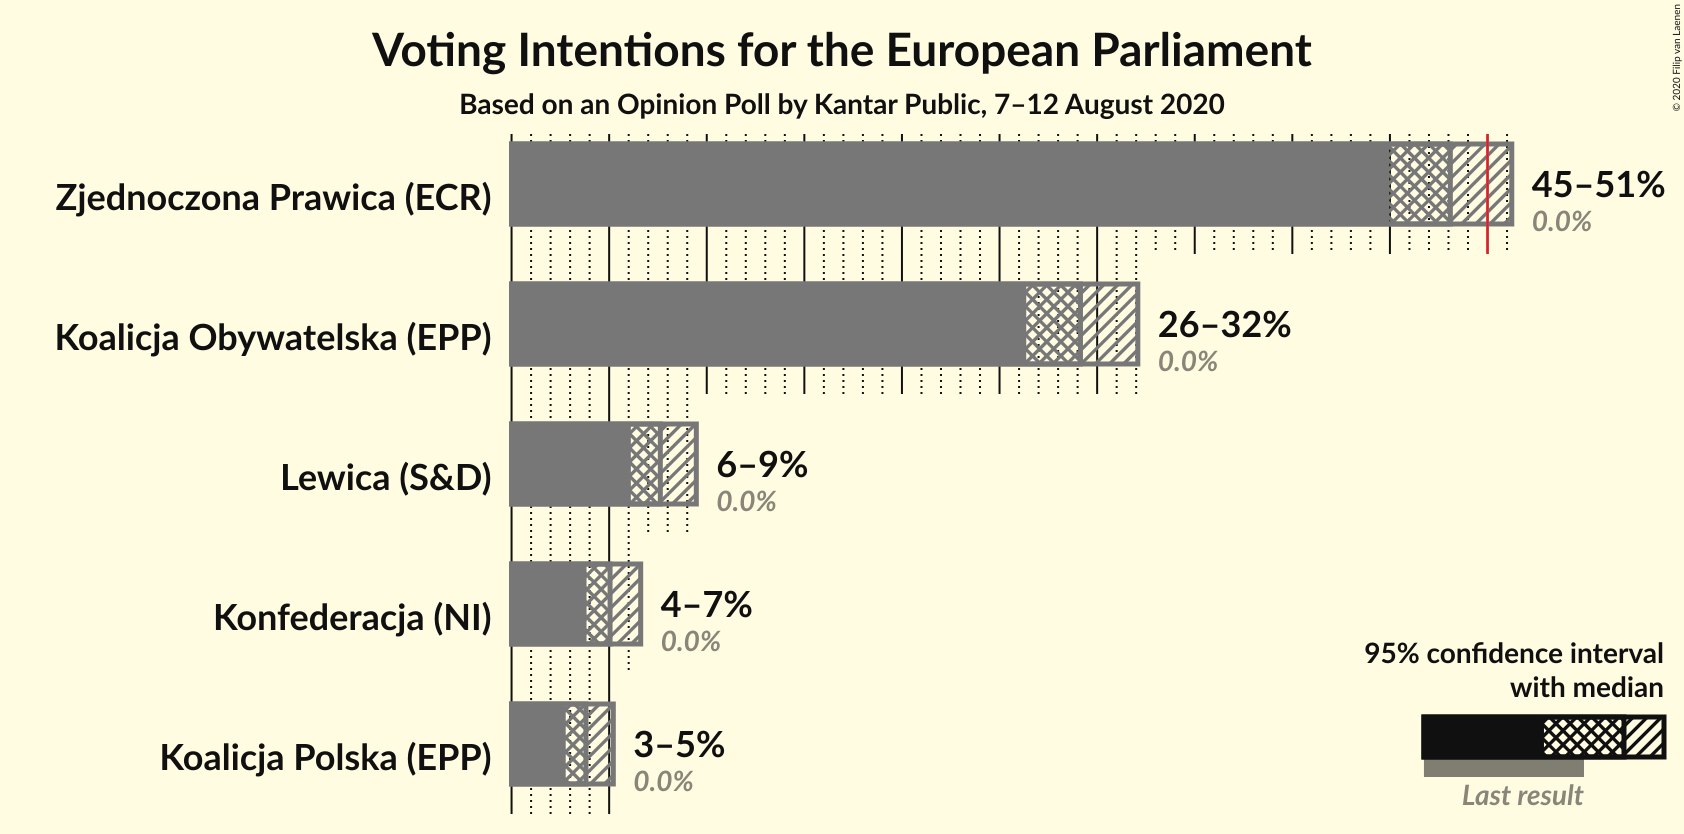 Voting Intentions for the European Parliament
Based on an Opinion Poll by Kantar Public, 7–12 August 2020
© 2020 Filip van Laenen
Zjednoczona Prawica (ECR)
45–51%
0.0%
Koalicja Obywatelska (EPP)
26–32%
0.0%
Lewica (S&D)
6–9%
0.0%
Konfederacja (NI)
4–7%
0.0%
Koalicja Polska (EPP)
3–5%
0.0%
95% confidence interval
with median
Last result